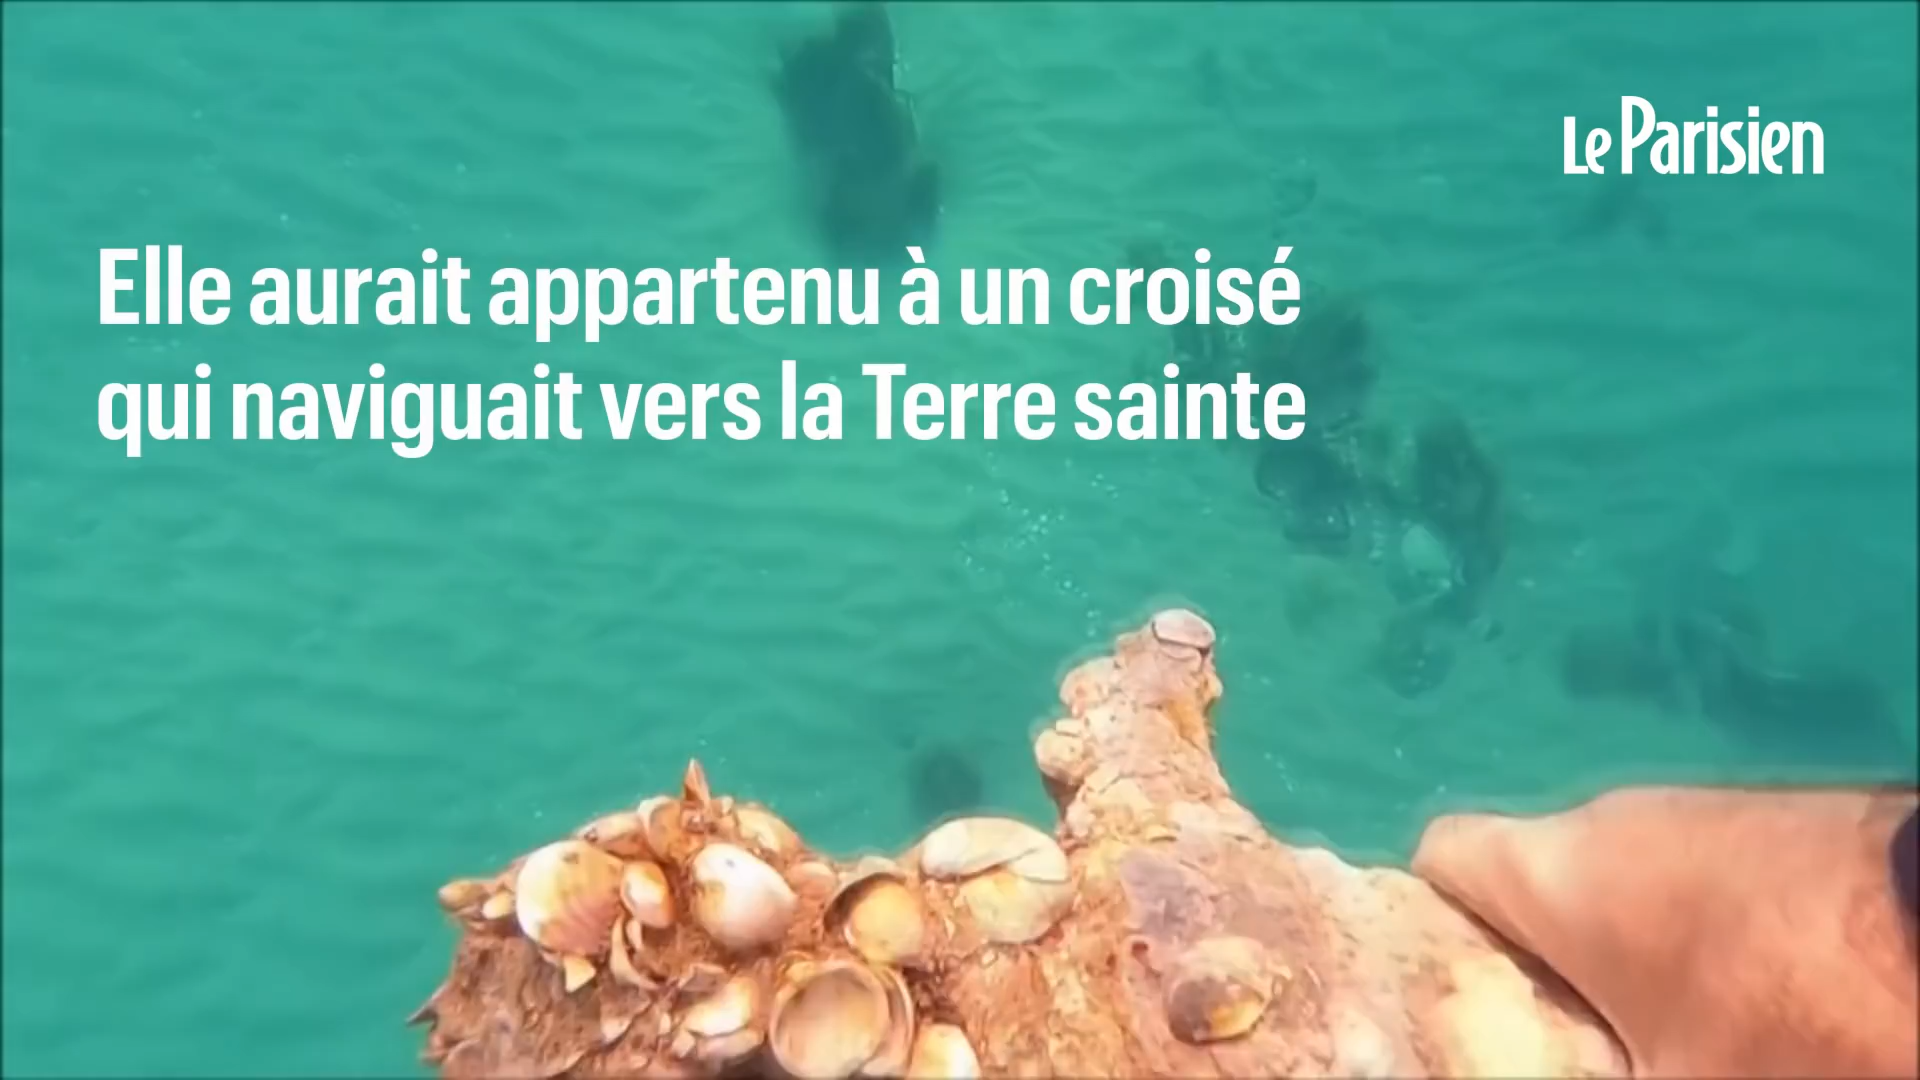 Le Parisien
Elle aurait appartenu à un croisé
qui naviguait vers la Terre sainte